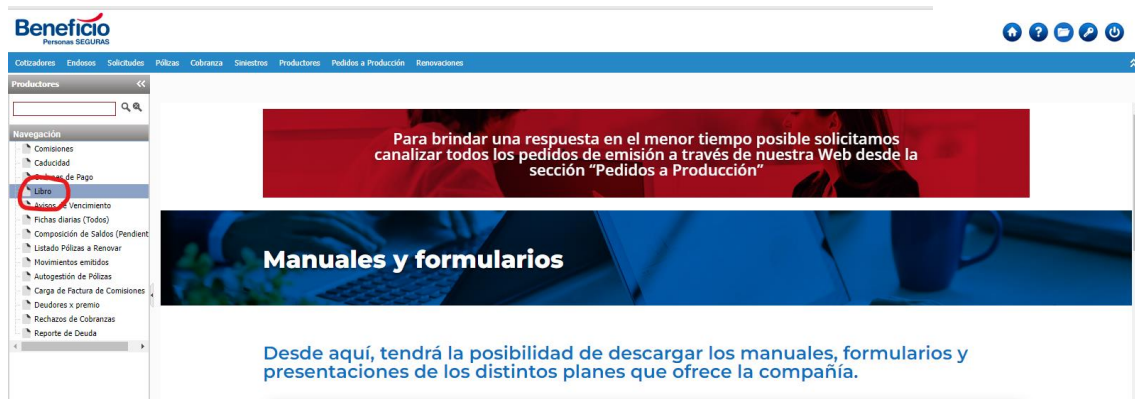 Beneficio
Personas SEGURAS
Cotizadores Endosos Solicitudes Pólizas Cobranza Siniestros Productores Pedidos a Producción Renovaciones
Productores <<
Navegación
Comisiones
Caducidad
de Pago
Libro
Avisos de Vencimiento
Fichas diarias (Todos)
Composición de Saldos (Pendient
Listado Pólizas a Renovar
Movimientos emitidos
Autogestión de Pólizas
Carga de Factura de Comisiones
Deudores x premio
Rechazos de Cobranzas
Reporte de Deuda
Para brindar una respuesta en el menor tiempo posible solicitamos
canalizar todos los pedidos de emisión a través de nuestra Web desde la
sección “Pedidos a Producción”
Manuales y formularios
Desde aquí, tendrá la posibilidad de descargar los manuales, formularios y
presentaciones de los distintos planes que ofrece la compañía.